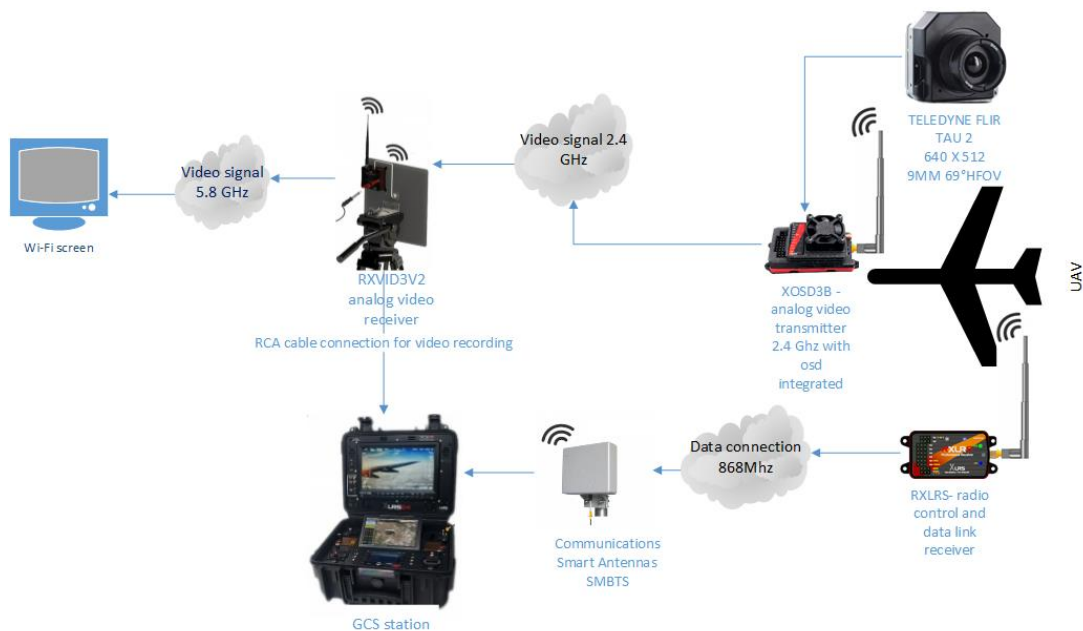 TELEDYNE FLIR
TAU 2
640 X 512
9MM 69°HFOV
Video signal 2.4
GHz
Video signal
5.8 GHz
Wi-Fi screen
RXVID3V2
analog video
receiver
RCA cable connection for video recording
XOSD3B -
analog video
transmitter
2.4 Ghz with
osd
integrated
UAV
Data connection
868Mhz
XLR
RXLRS- radio
control and
data link
receiver
Communications
Smart Antennas
SMBTS
GCS station